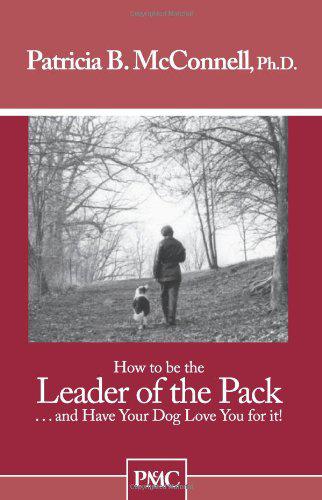 Patricia B. McConnell, Ph.D.
How to be the
Leader of the Pack
. . . and Have Your Dog Love You for it!
PMC